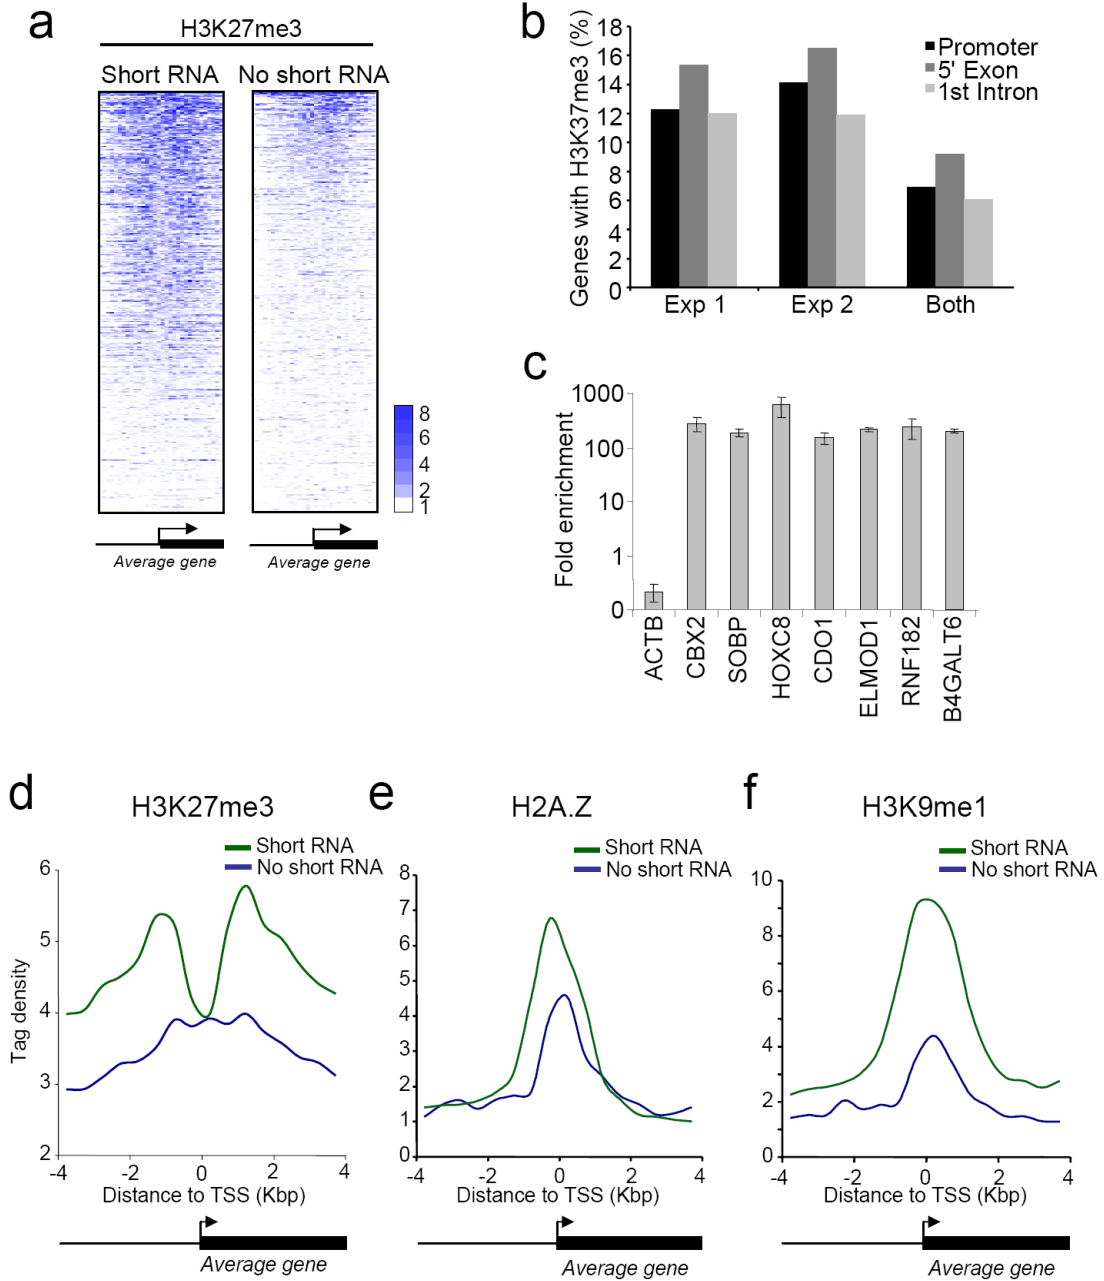 a
H3K27me3
Short RNA No short RNA
8
6
4
2
1
Average gene Average gene
b
Genes with H3K37me3 (%)
18
16
14
12
10
8
6
4
2
0
Promoter
5' Exon
1st Intron
Exp 1 Exp 2 Both
c
Fold enrichment
1000
100
10
1
0
ACTB
CBX2
SOBP
HOXC8
CDO1
ELMOD1
RNF182
B4GALT6
d
H3K27me3
Short RNA
No short RNA
Tag density
6
5
4
3
2
-4 -2 0 2 4
Distance to TSS (Kbp)
Average gene
e
H2A.Z
Short RNA
No short RNA
8
7
6
5
4
3
2
1
0
-4 -2 0 2 4
Distance to TSS (Kbp)
Average gene
f
H3K9me1
Short RNA
No short RNA
10
8
6
4
2
0
-4 -2 0 2 4
Distance to TSS (Kbp)
Average gene